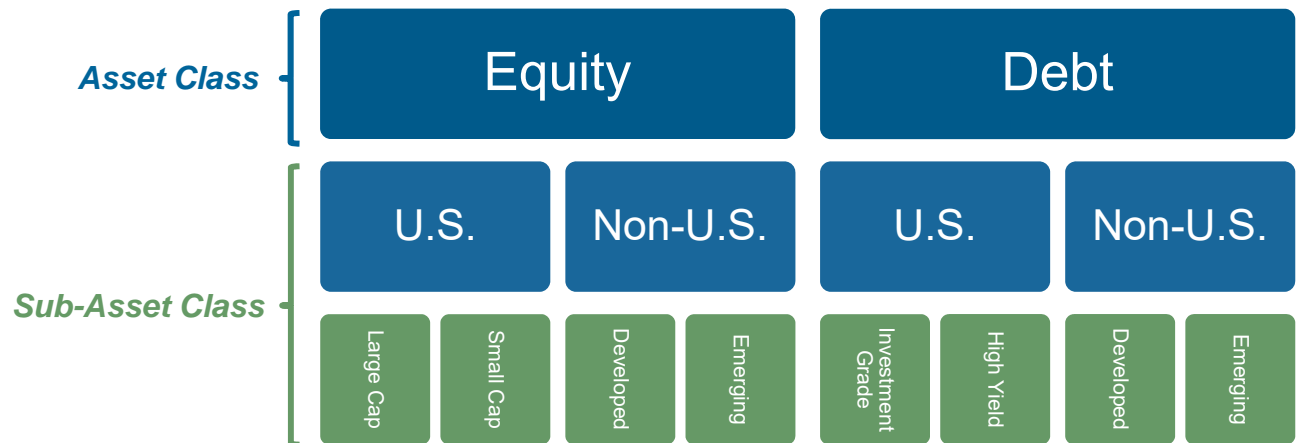 Asset Class
Equity
Debt
Sub-Asset Class
U.S.
Non-U.S.
U.S.
Non-U.S.
Large Cap
Small Cap
Developed
Emerging
Investment
Grade
High Yield
Developed
Emerging